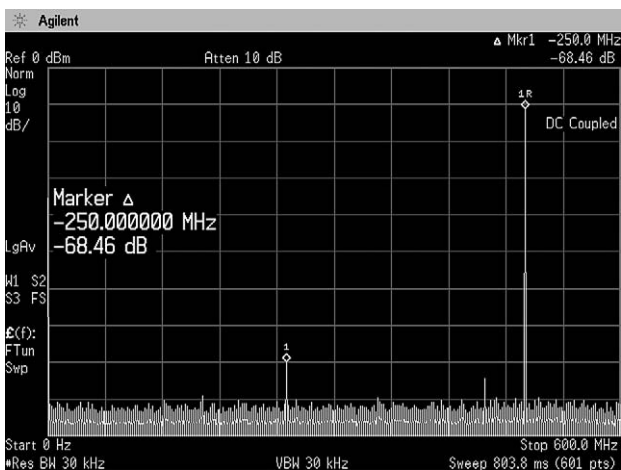 Agilent
Δ Mkr1 -250.0 MHz
Ref 0 dBm Atten 10 dB -68.46 dB
Norm
Log
10
dB/
1R
DC Coupled
Marker Δ
-250.000000 MHz
-68.46 dB
LgAv
W1 S2
S3 FS
£(f):
FTun
Swp
1
Start 0 Hz Stop 600.0 MHz
#Res BW 30 kHz VBW 30 kHz Sweep 803.8 ms (601 pts)